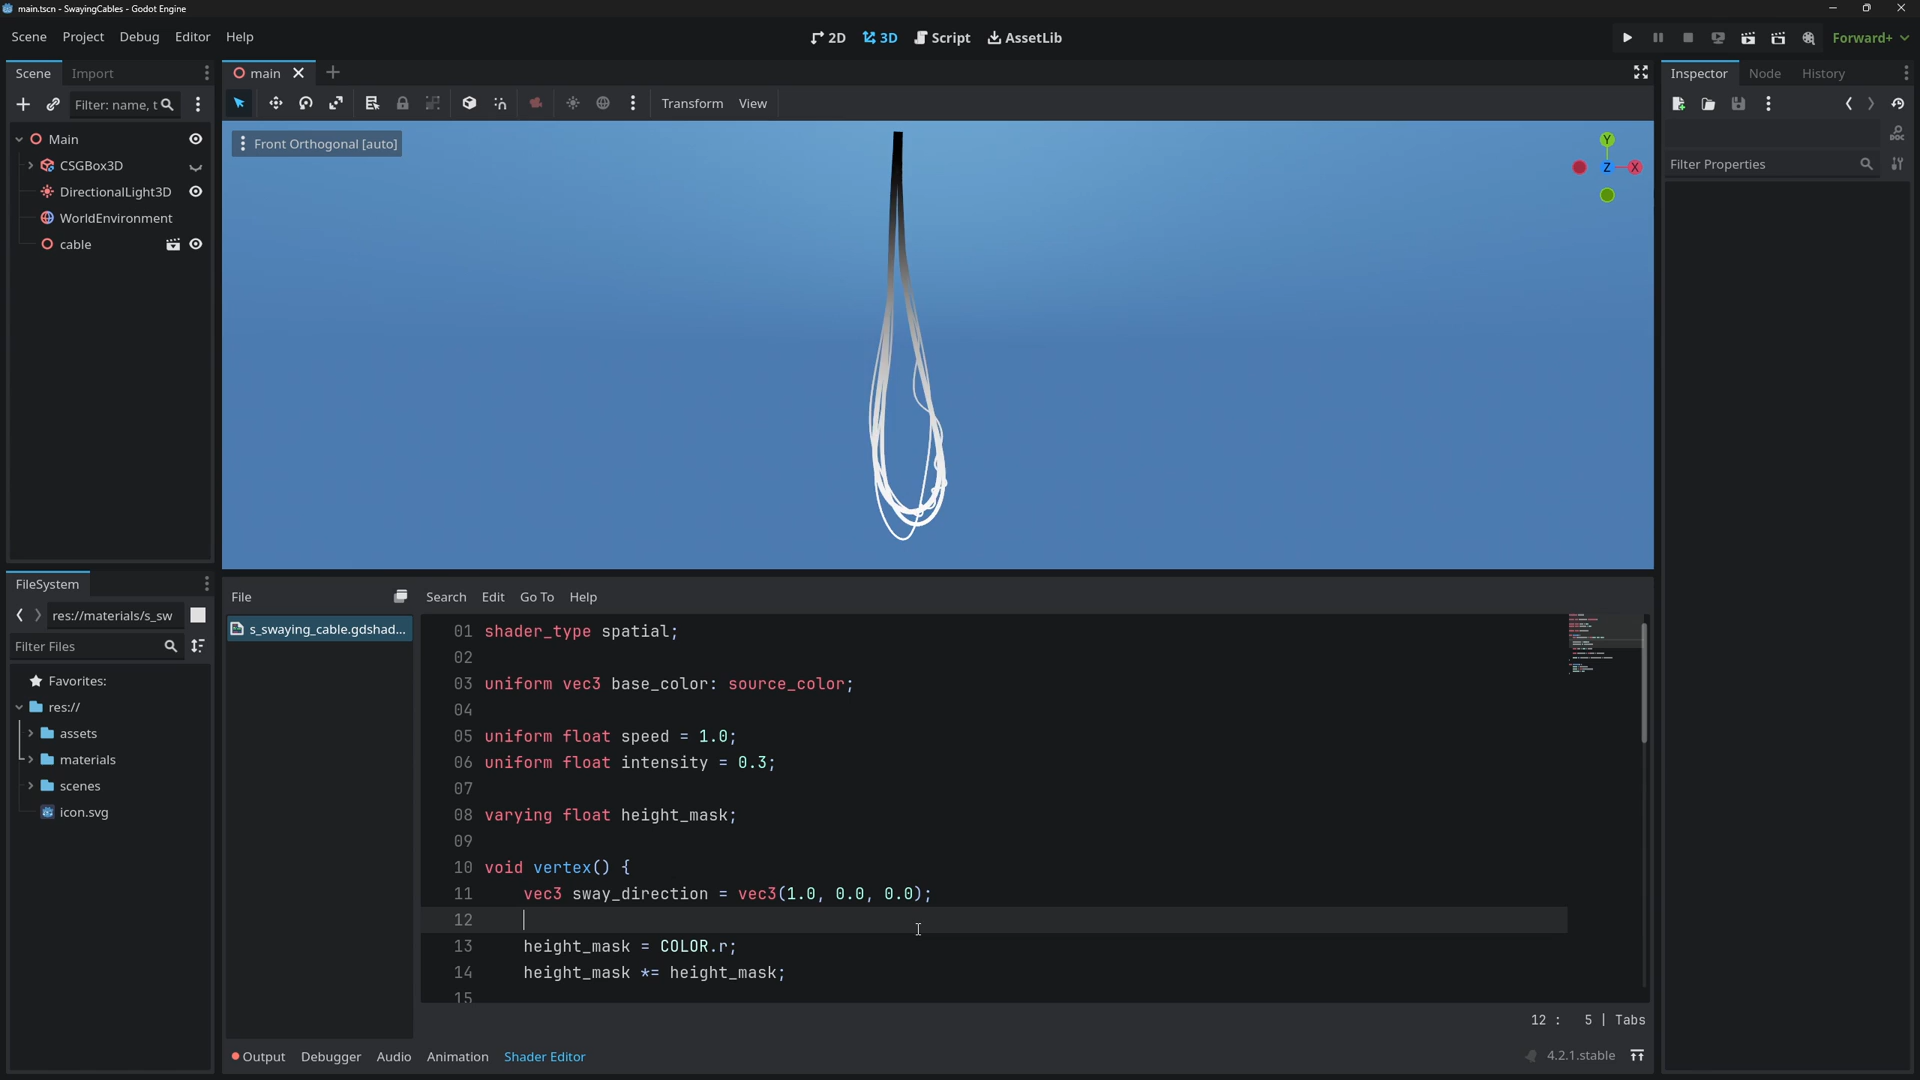 main.tscn - SwayingCables - Godot Engine
Scene Project Debug Editor Help
2D 3D Script AssetLib
Forward+
Scene Import
main
Inspector Node History
Filter: name, t
Transform View
Main
CSGBox3D
DirectionalLight3D
WorldEnvironment
cable
Front Orthogonal [auto]
Y
Z
X
DOC
Filter Properties
FileSystem
res://materials/s_sw
Filter Files
Favorites:
res://
assets
materials
scenes
icon.svg
File Search Edit Go To Help
s_swaying_cable.gdshad...
01 shader_type spatial;
02
03 uniform vec3 base_color: source_color;
04
05 uniform float speed = 1.0;
06 uniform float intensity = 0.3;
07
08 varying float height_mask;
09
10 void vertex() {
11 vec3 sway_direction = vec3(1.0, 0.0, 0.0);
12
13 height_mask = COLOR.r;
14 height_mask *= height_mask;
15
12 : 5 | Tabs
Output Debugger Audio Animation Shader Editor
4.2.1.stable